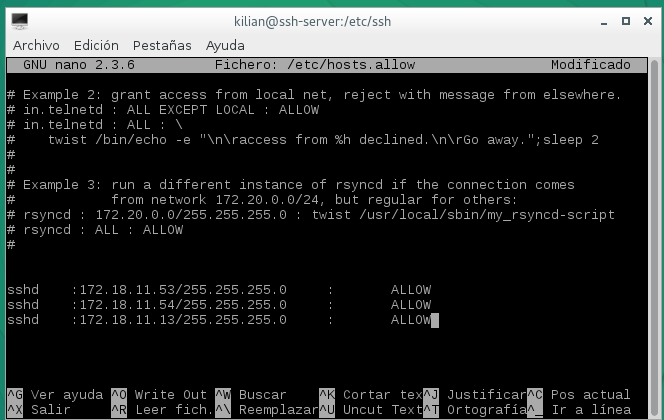 kilian@ssh-server:/etc/ssh
Archivo Edición Pestañas Ayuda
GNU nano 2.3.6 Fichero: /etc/hosts.allow Modificado
# Example 2: grant access from local net, reject with message from elsewhere.
# in.telnetd : ALL EXCEPT LOCAL : ALLOW
# in.telnetd : ALL : \
#    twist /bin/echo -e "\n\raccess from %h declined.\n\rGo away.";sleep 2
#
#
# Example 3: run a different instance of rsyncd if the connection comes
#            from network 172.20.0.0/24, but regular for others:
# rsyncd : 172.20.0.0/255.255.255.0 : twist /usr/local/sbin/my_rsyncd-script
# rsyncd : ALL : ALLOW
#
sshd    :172.18.11.53/255.255.255.0     :       ALLOW
sshd    :172.18.11.54/255.255.255.0     :       ALLOW
sshd    :172.18.11.13/255.255.255.0     :       ALLOW
^G Ver ayuda ^O Write Out ^W Buscar ^K Cortar tex^J Justificar^C Pos actual
^X Salir ^R Leer fich.^\ Reemplazar^U Uncut Text^T Ortografía^_ Ir a línea